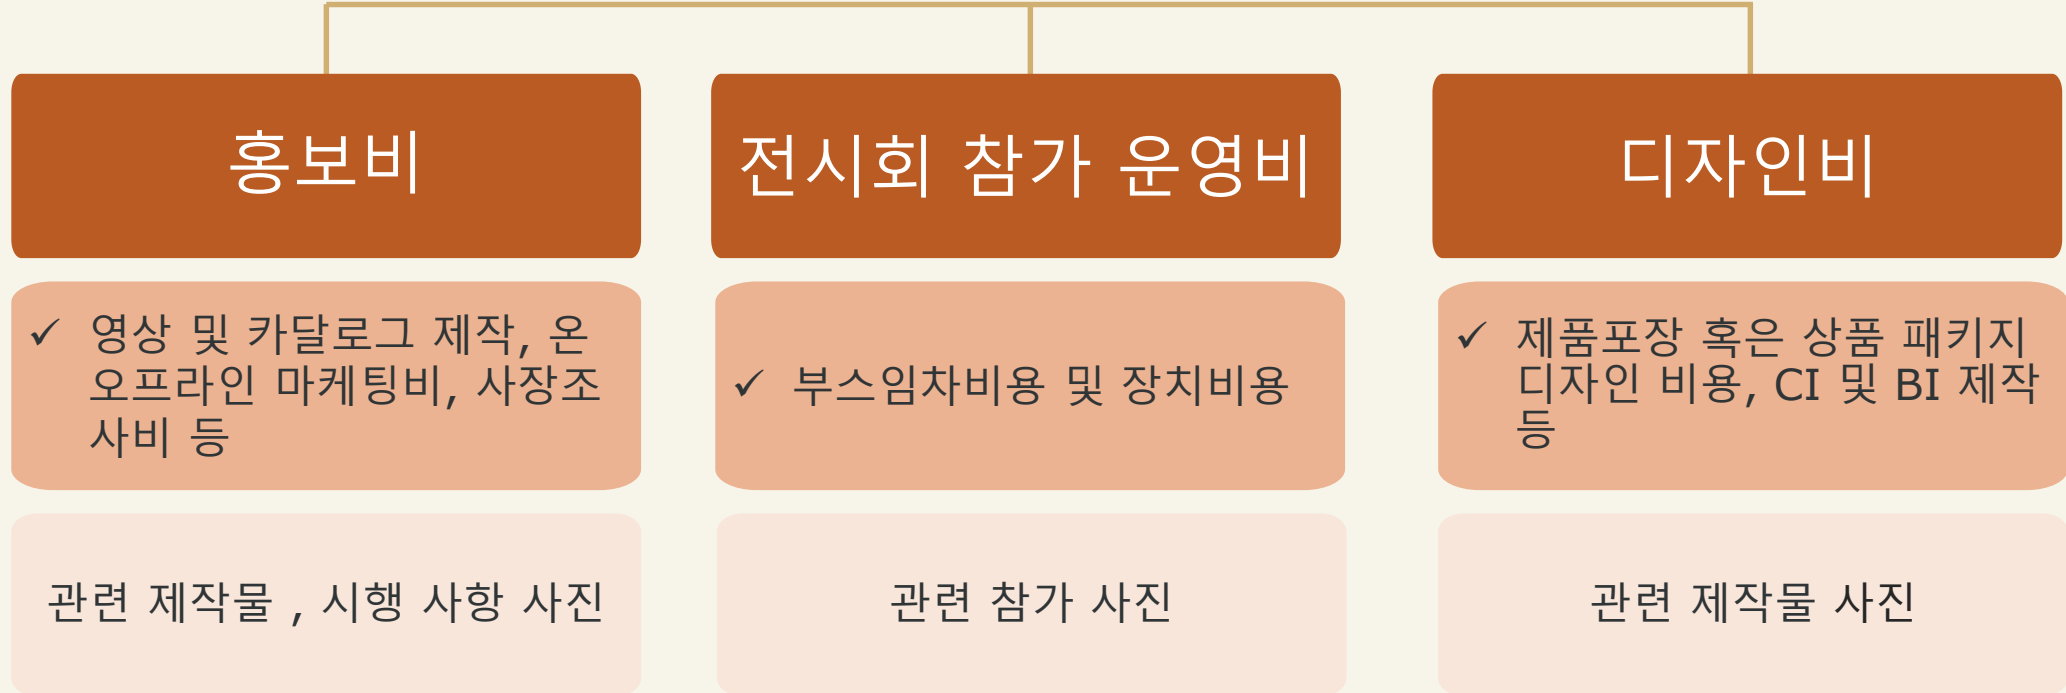 홍보비
전시회 참가 운영비
디자인비
✓ 영상 및 카달로그 제작, 온
오프라인 마케팅비, 사장조
사비 등
✓ 부스임차비용 및 장치비용
✓ 제품포장 혹은 상품 패키지
디자인 비용, CI 및 BI 제작
등
관련 제작물 , 시행 사항 사진
관련 참가 사진
관련 제작물 사진